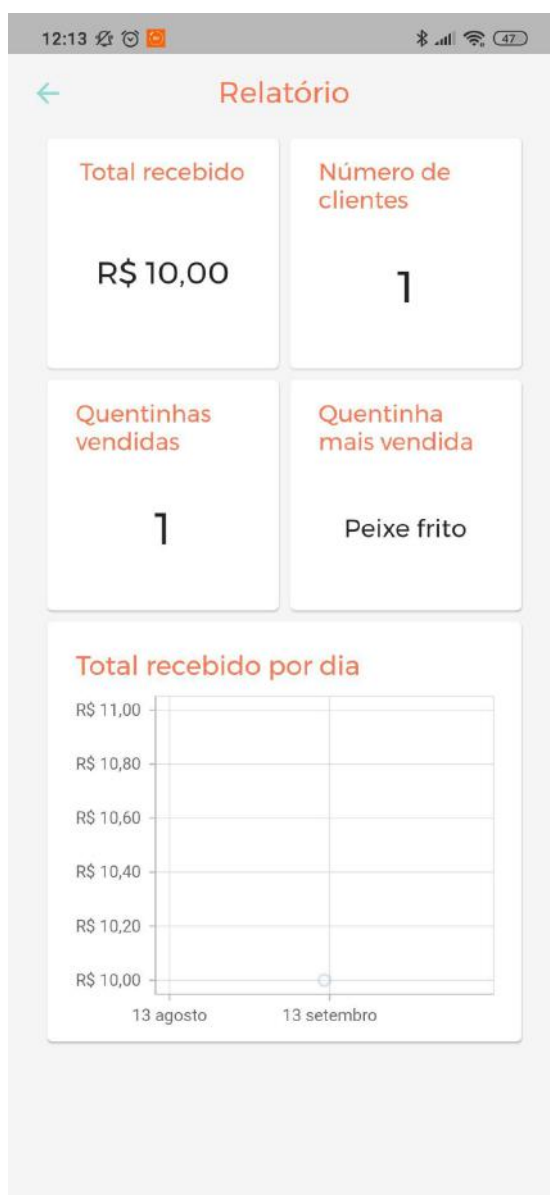 12:13
47
Relatório
Total recebido
R$ 10,00
Número de
clientes
1
Quentinhas
vendidas
1
Quentinha
mais vendida
Peixe frito
Total recebido por dia
R$ 11,00
R$ 10,80
R$ 10,60
R$ 10,40
R$ 10,20
R$ 10,00
13 agosto
13 setembro